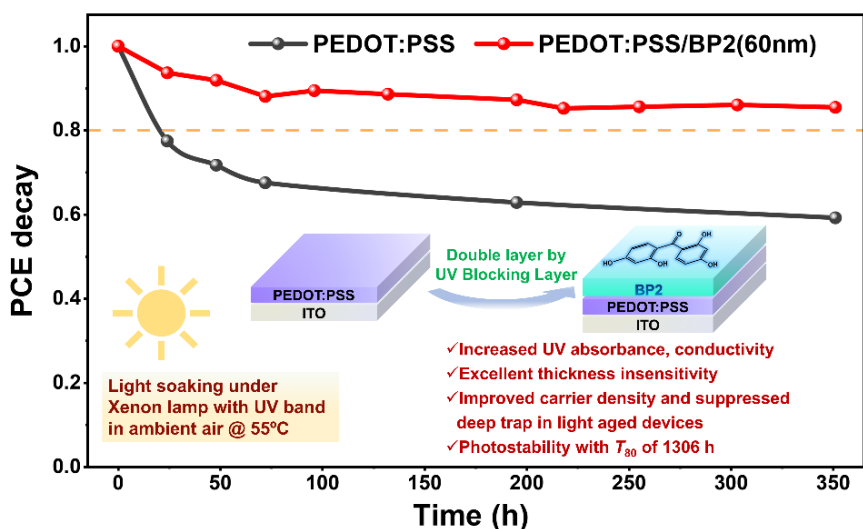 PEDOT:PSS
PEDOT:PSS/BP2(60nm)
1.0
0.8
0.6
0.4
0.2
0.0
PCE decay
0
50
100
150
200
250
300
350
Time (h)
PEDOT:PSS
ITO
Double layer by
UV Blocking Layer
O
OH
HO
OH
OH
BP2
PEDOT:PSS
ITO
Light soaking under
Xenon lamp with UV band
in ambient air @ 55ºC
✓Increased UV absorbance, conductivity
✓Excellent thickness insensitivity
✓Improved carrier density and suppressed
deep trap in light aged devices
✓Photostability with T80 of 1306 h